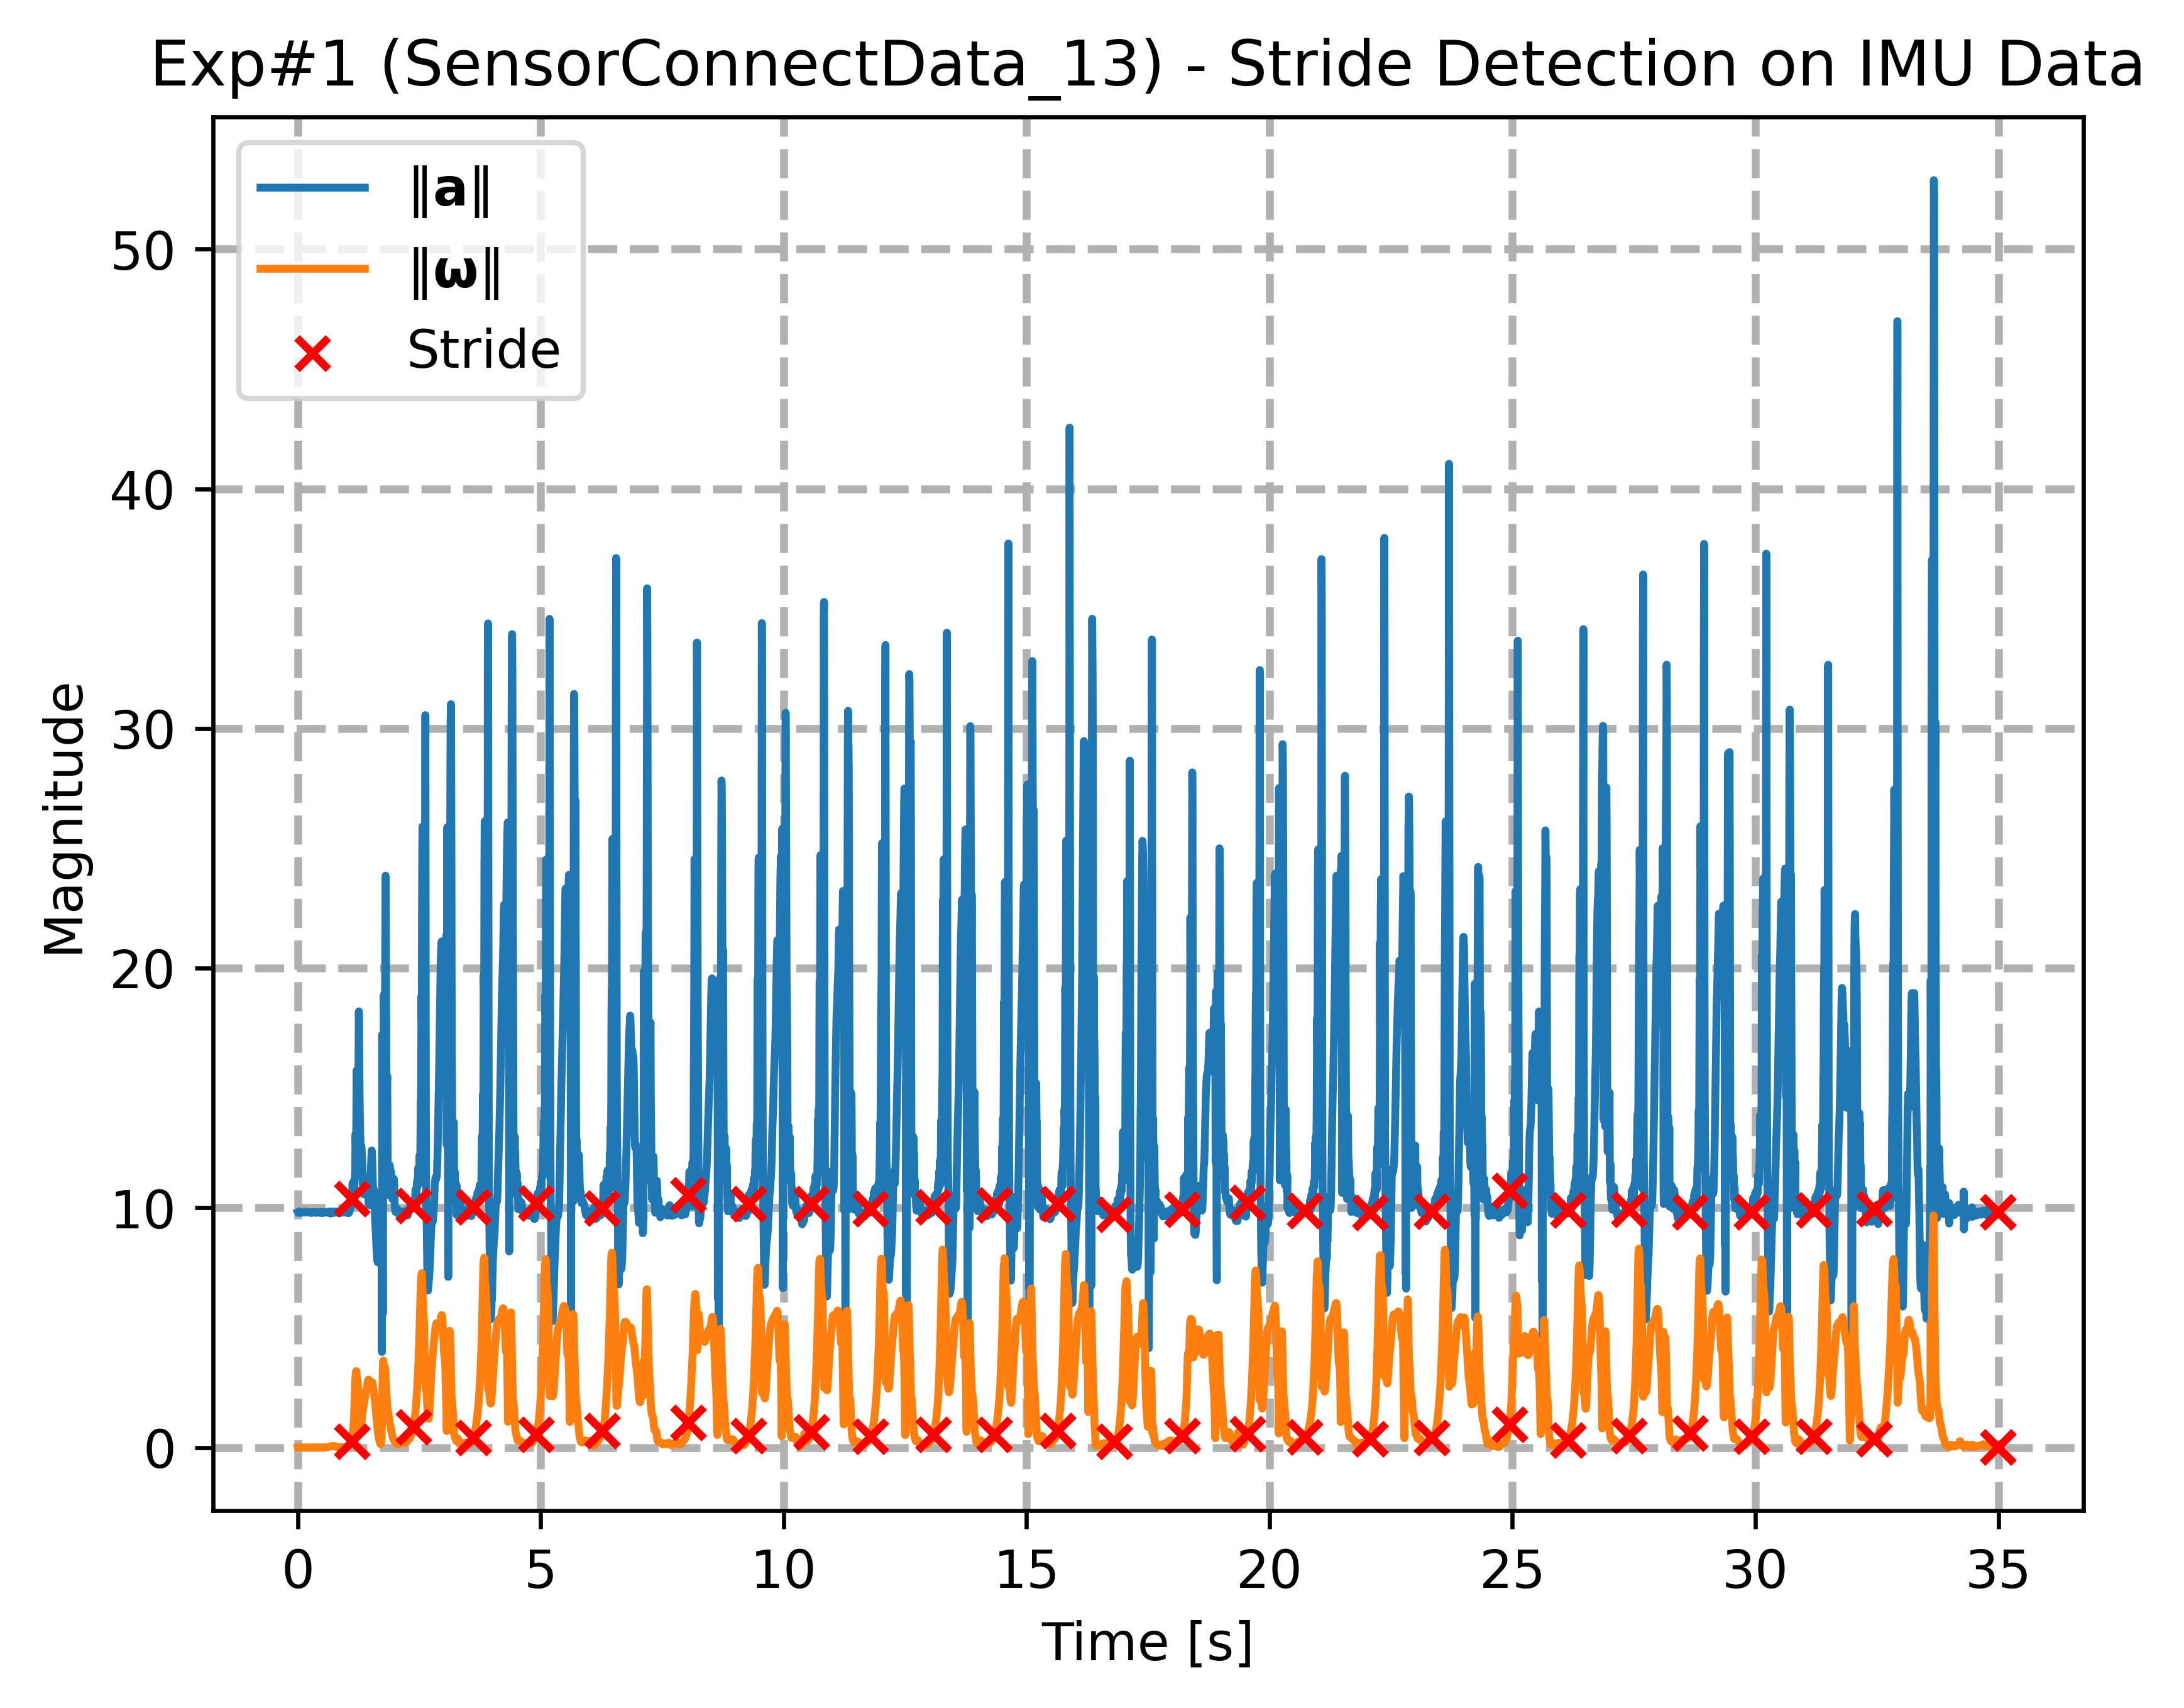 Exp#1 (SensorConnectData_13) - Stride Detection on IMU Data
‖a‖
‖ω‖
Stride
50
40
30
20
10
0
Magnitude
0 5 10 15 20 25 30 35
Time [s]